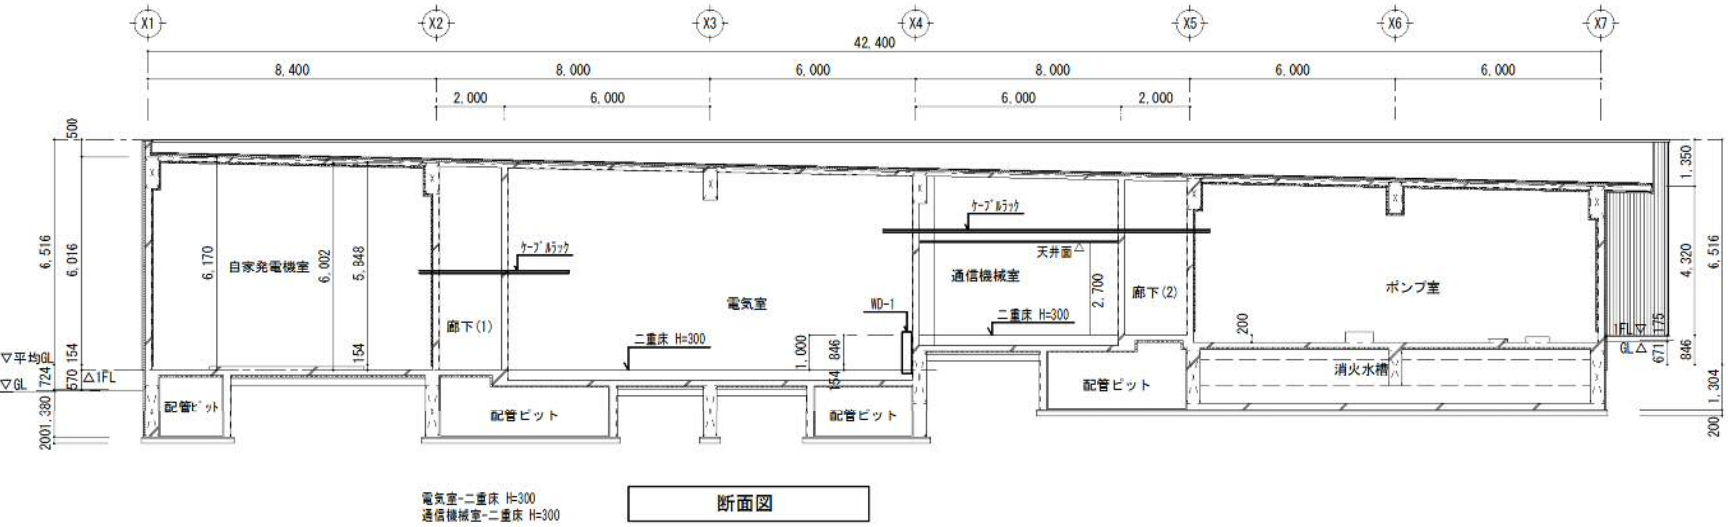 X1 X2 X3 X4 X5 X6 X7
42,400
8,400 8,000 6,000 8,000 6,000 6,000
2,000 6,000 6,000 2,000
500
1,350
ケーブルラック
6,516 6,016 6,170 自家発電機室 6,002 5,848 ケーブルラック 天井面△ 4,320 6,516
通信機械室 2,700 廊下(2) ポンプ室
電気室 WD-1
廊下(1) 二重床 H=300 1,000 846 二重床 H=300 200 1FL▽ 175
GL△
▽平均GL 154 154 154 671 846
▽GL 724 570 △1FL 消火水槽
配管ピット 配管ピット 配管ピット 配管ピット 1,304
1,380
200 200
電気室-二重床 H=300
通信機械室-二重床 H=300
断面図